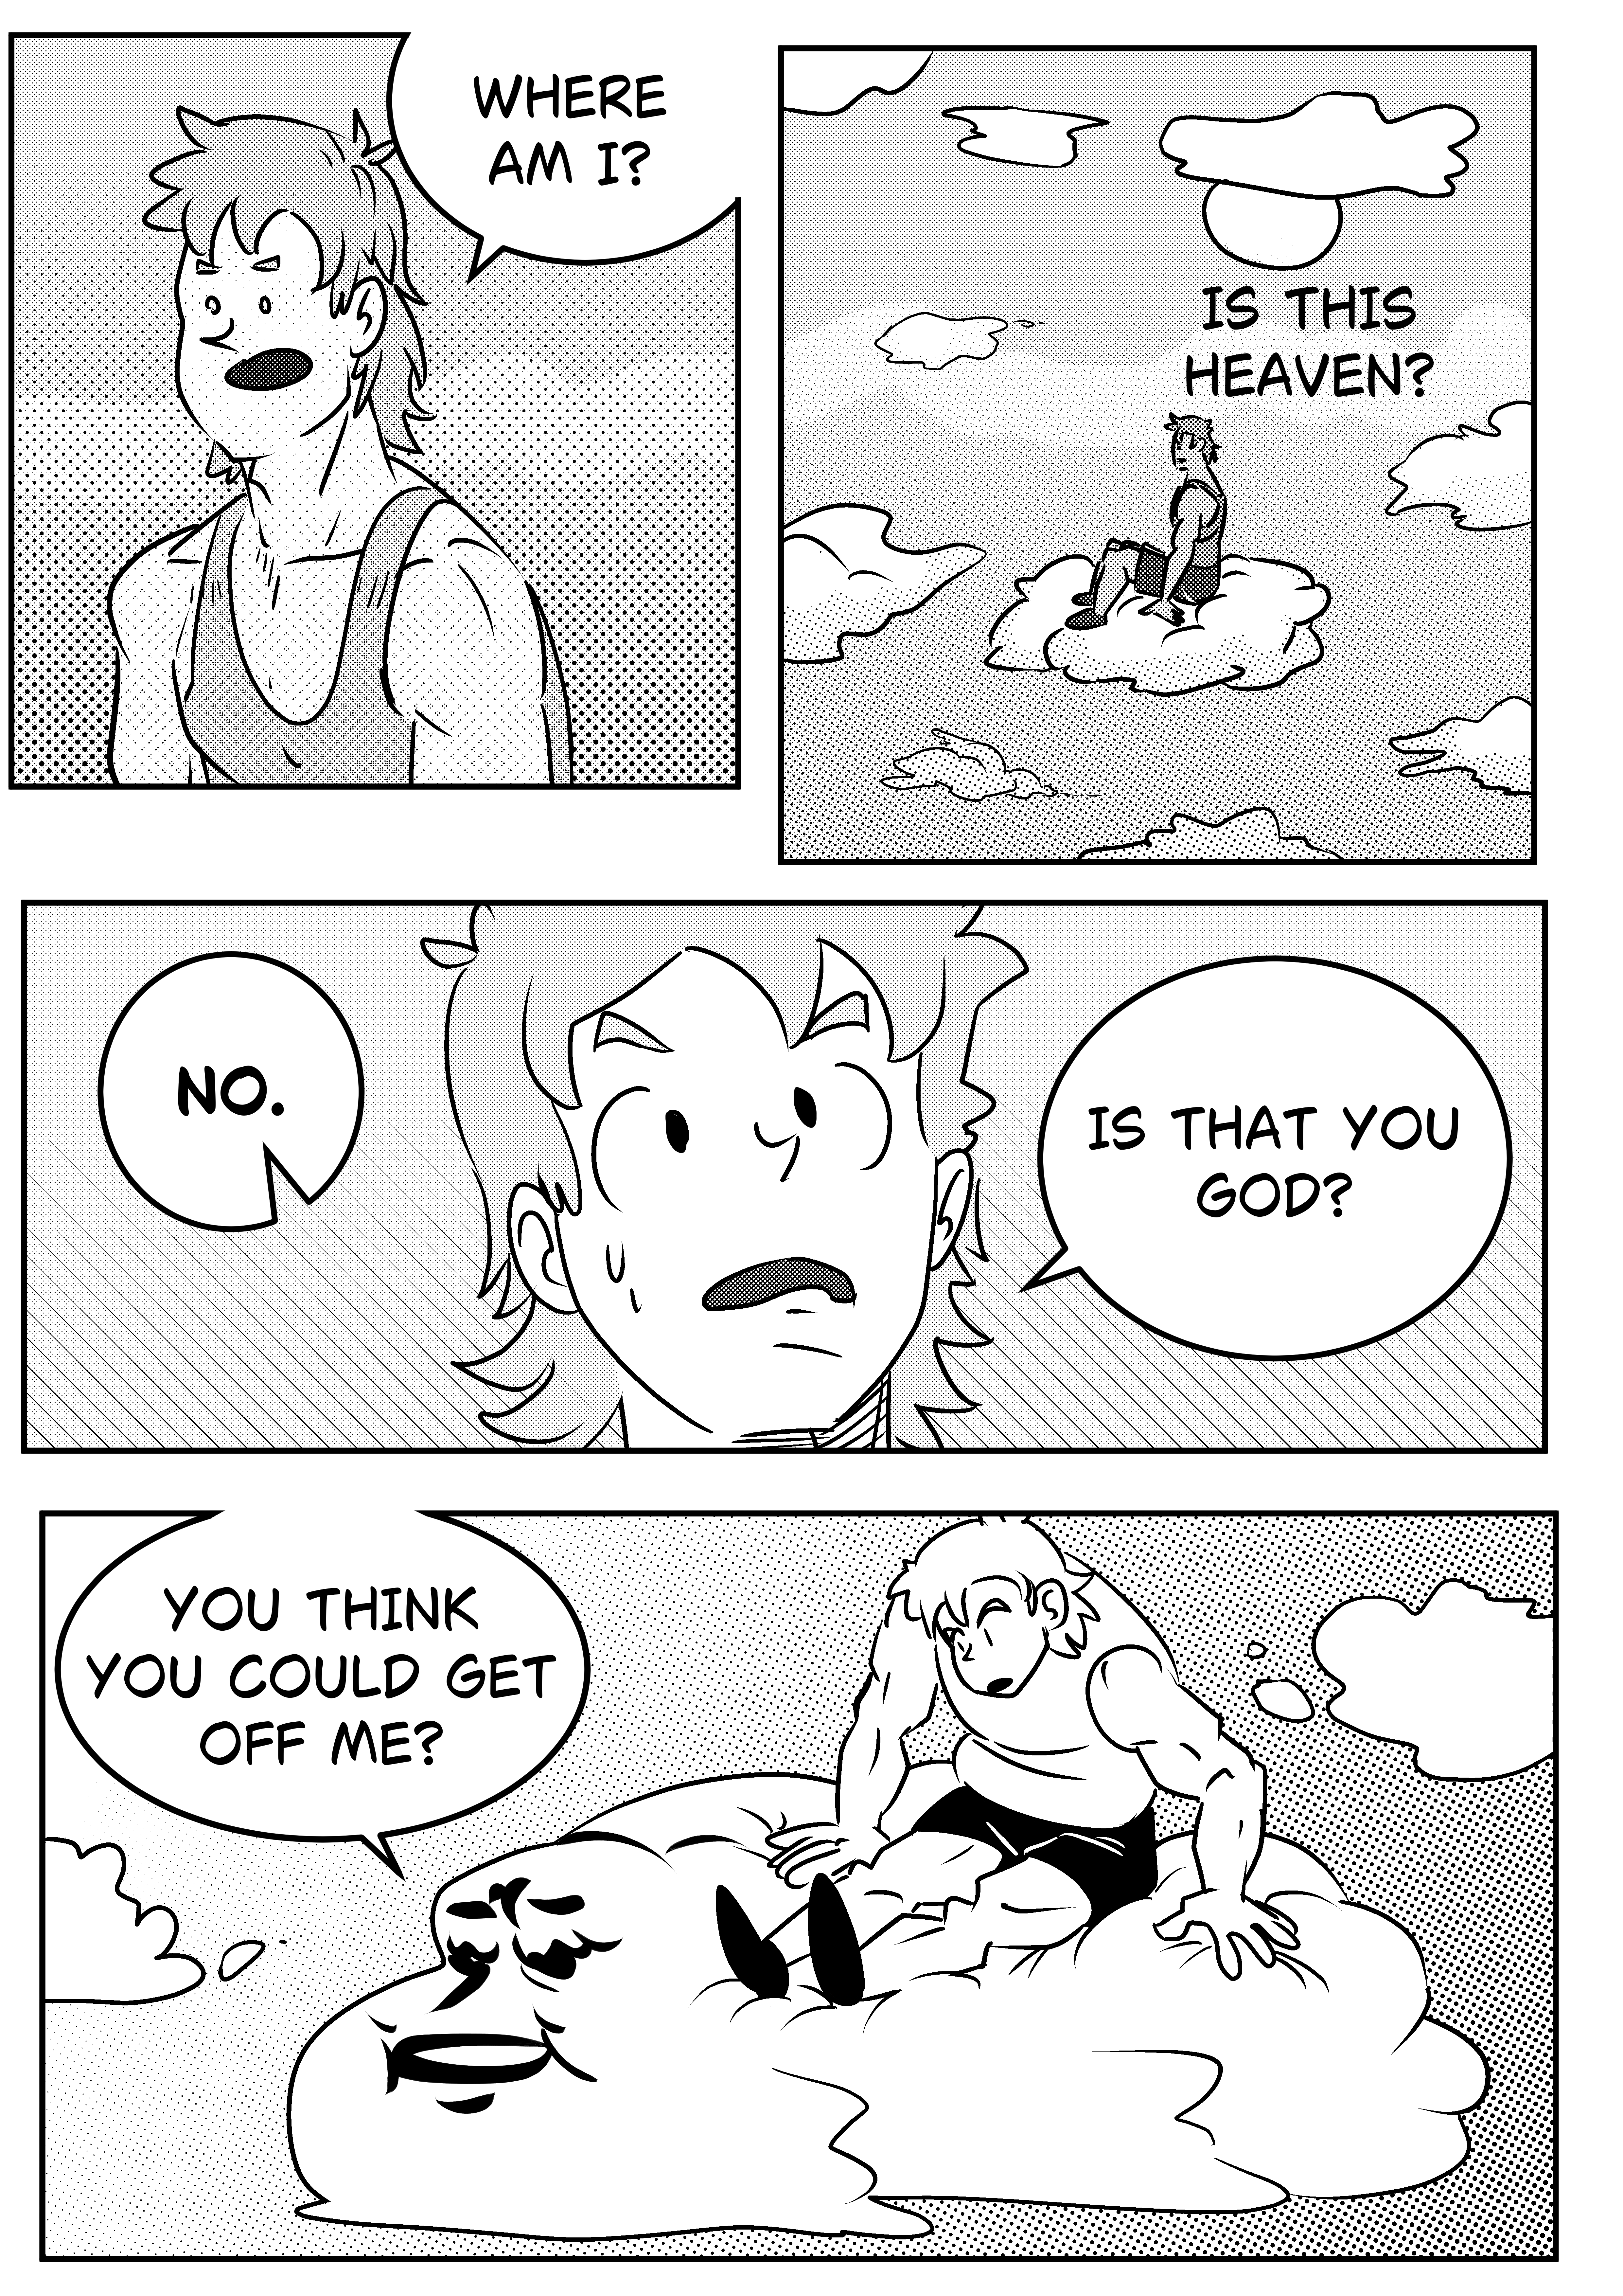 WHERE
AM I?
IS THIS
HEAVEN?
NO.
IS THAT YOU
GOD?
YOU THINK
YOU COULD GET
OFF ME?